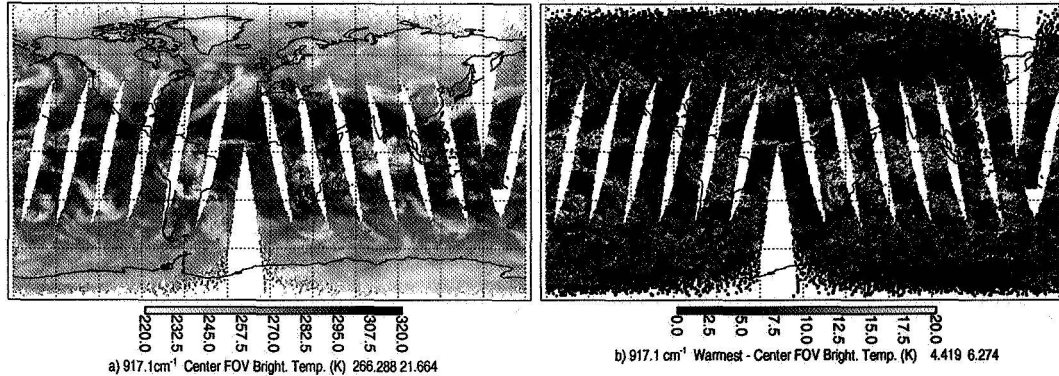 220.0 232.5 245.0 257.5 270.0 282.5 295.0 307.5 320.0
a) 917.1cm⁻¹ Center FOV Bright. Temp. (K) 266.288 21.664
0.0 2.5 5.0 7.5 10.0 12.5 15.0 17.5 20.0
b) 917.1 cm⁻¹ Warmest - Center FOV Bright. Temp. (K) 4.419 6.274